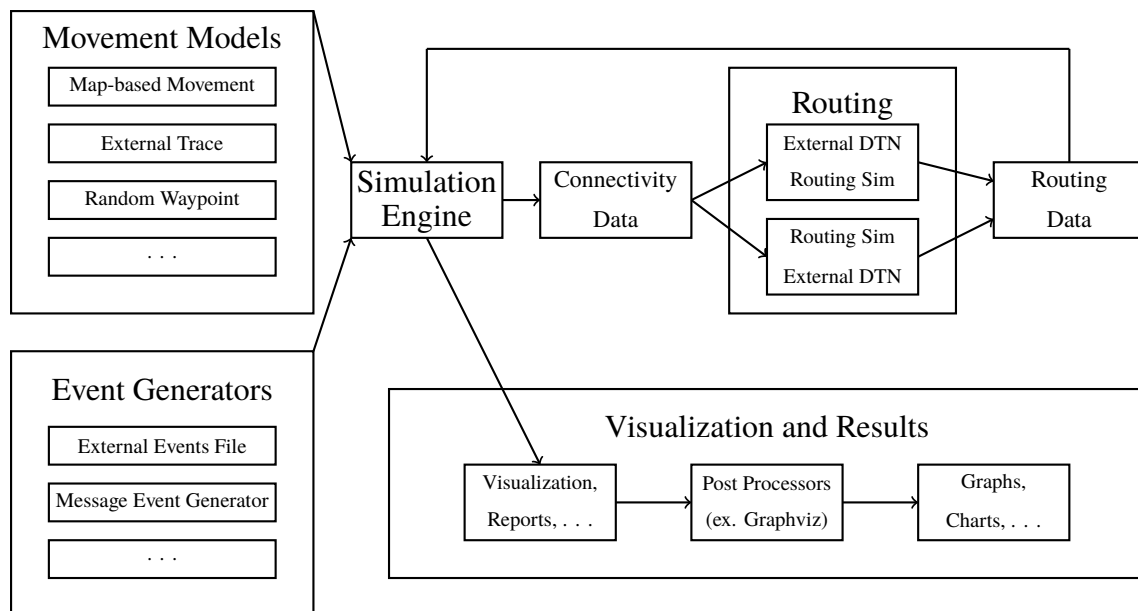 Movement Models
Map-based Movement
External Trace
Random Waypoint
. . .
Event Generators
External Events File
Message Event Generator
. . .
Simulation
Engine
Connectivity
Data
Routing
External DTN
Routing Sim
Routing Sim
External DTN
Routing
Data
Visualization and Results
Visualization,
Reports, . . .
Post Processors
(ex. Graphviz)
Graphs,
Charts, . . .